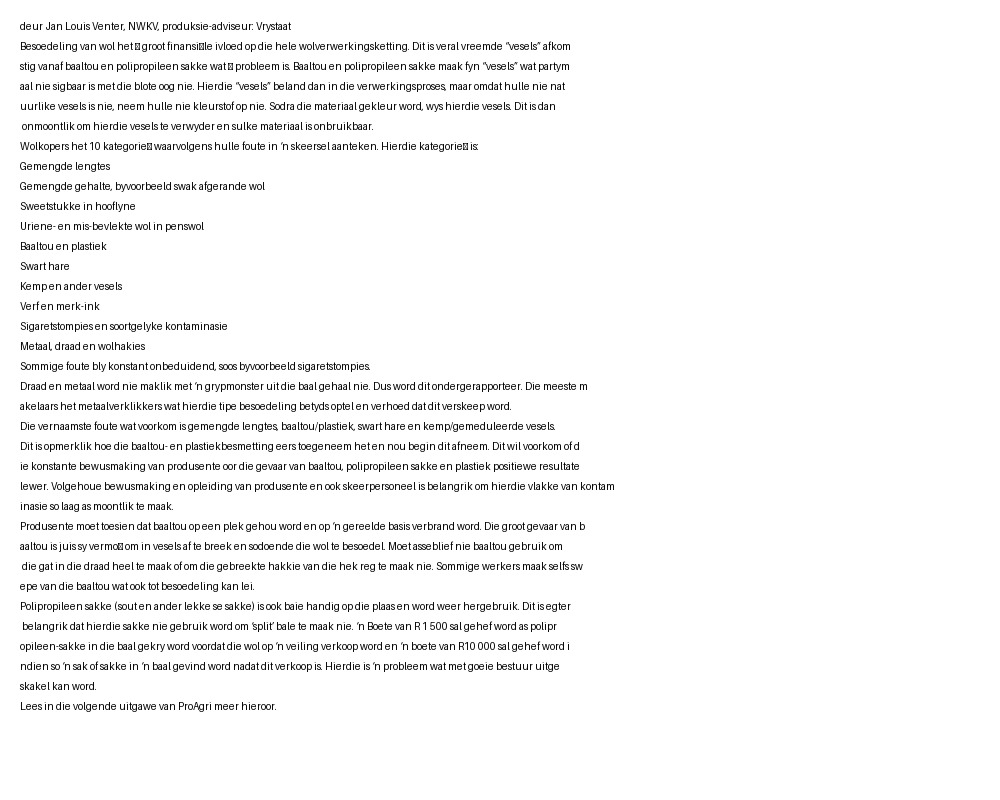 deur Jan Louis Venter, NWKV, produksie-adviseur: Vrystaat
Besoedeling van wol het □ groot finansi□le ivloed op die hele wolverwerkingsketting. Dit is veral vreemde “vesels” afkom
stig vanaf baaltou en polipropileen sakke wat □ probleem is. Baaltou en polipropileen sakke maak fyn “vesels” wat partym
aal nie sigbaar is met die blote oog nie. Hierdie “vesels” beland dan in die verwerkingsproses, maar omdat hulle nie nat
uurlike vesels is nie, neem hulle nie kleurstof op nie. Sodra die materiaal gekleur word, wys hierdie vesels. Dit is dan
onmoontlik om hierdie vesels te verwyder en sulke materiaal is onbruikbaar.
Wolkopers het 10 kategorie□ waarvolgens hulle foute in ‘n skeersel aanteken. Hierdie kategorie□ is:
Gemengde lengtes
Gemengde gehalte, byvoorbeeld swak afgerande wol
Sweetstukke in hooflyne
Uriene- en mis-bevlekte wol in penswol
Baaltou en plastiek
Swart hare
Kemp en ander vesels
Verf en merk-ink
Sigaretstompies en soortgelyke kontaminasie
Metaal, draad en wolhakies
Sommige foute bly konstant onbeduidend, soos byvoorbeeld sigaretstompies.
Draad en metaal word nie maklik met ‘n grypmonster uit die baal gehaal nie. Dus word dit ondergerapporteer. Die meeste m
akelaars het metaalverklikkers wat hierdie tipe besoedeling betyds optel en verhoed dat dit verskeep word.
Die vernaamste foute wat voorkom is gemengde lengtes, baaltou/plastiek, swart hare en kemp/gemeduleerde vesels.
Dit is opmerklik hoe die baaltou- en plastiekbesmetting eers toegeneem het en nou begin dit afneem. Dit wil voorkom of d
ie konstante bewusmaking van produsente oor die gevaar van baaltou, polipropileen sakke en plastiek positiewe resultate
lewer. Volgehoue bewusmaking en opleiding van produsente en ook skeerpersoneel is belangrik om hierdie vlakke van kontam
inasie so laag as moontlik te maak.
Produsente moet toesien dat baaltou op een plek gehou word en op ‘n gereelde basis verbrand word. Die groot gevaar van b
aaltou is juis sy vermo□ om in vesels af te breek en sodoende die wol te besoedel. Moet asseblief nie baaltou gebruik om
die gat in die draad heel te maak of om die gebreekte hakkie van die hek reg te maak nie. Sommige werkers maak selfs sw
epe van die baaltou wat ook tot besoedeling kan lei.
Polipropileen sakke (sout en ander lekke se sakke) is ook baie handig op die plaas en word weer hergebruik. Dit is egter
belangrik dat hierdie sakke nie gebruik word om ‘split’ bale te maak nie. ‘n Boete van R 1 500 sal gehef word as polipr
opileen-sakke in die baal gekry word voordat die wol op ‘n veiling verkoop word en ‘n boete van R10 000 sal gehef word i
ndien so ‘n sak of sakke in ‘n baal gevind word nadat dit verkoop is. Hierdie is ‘n probleem wat met goeie bestuur uitge
skakel kan word.
Lees in die volgende uitgawe van ProAgri meer hieroor.